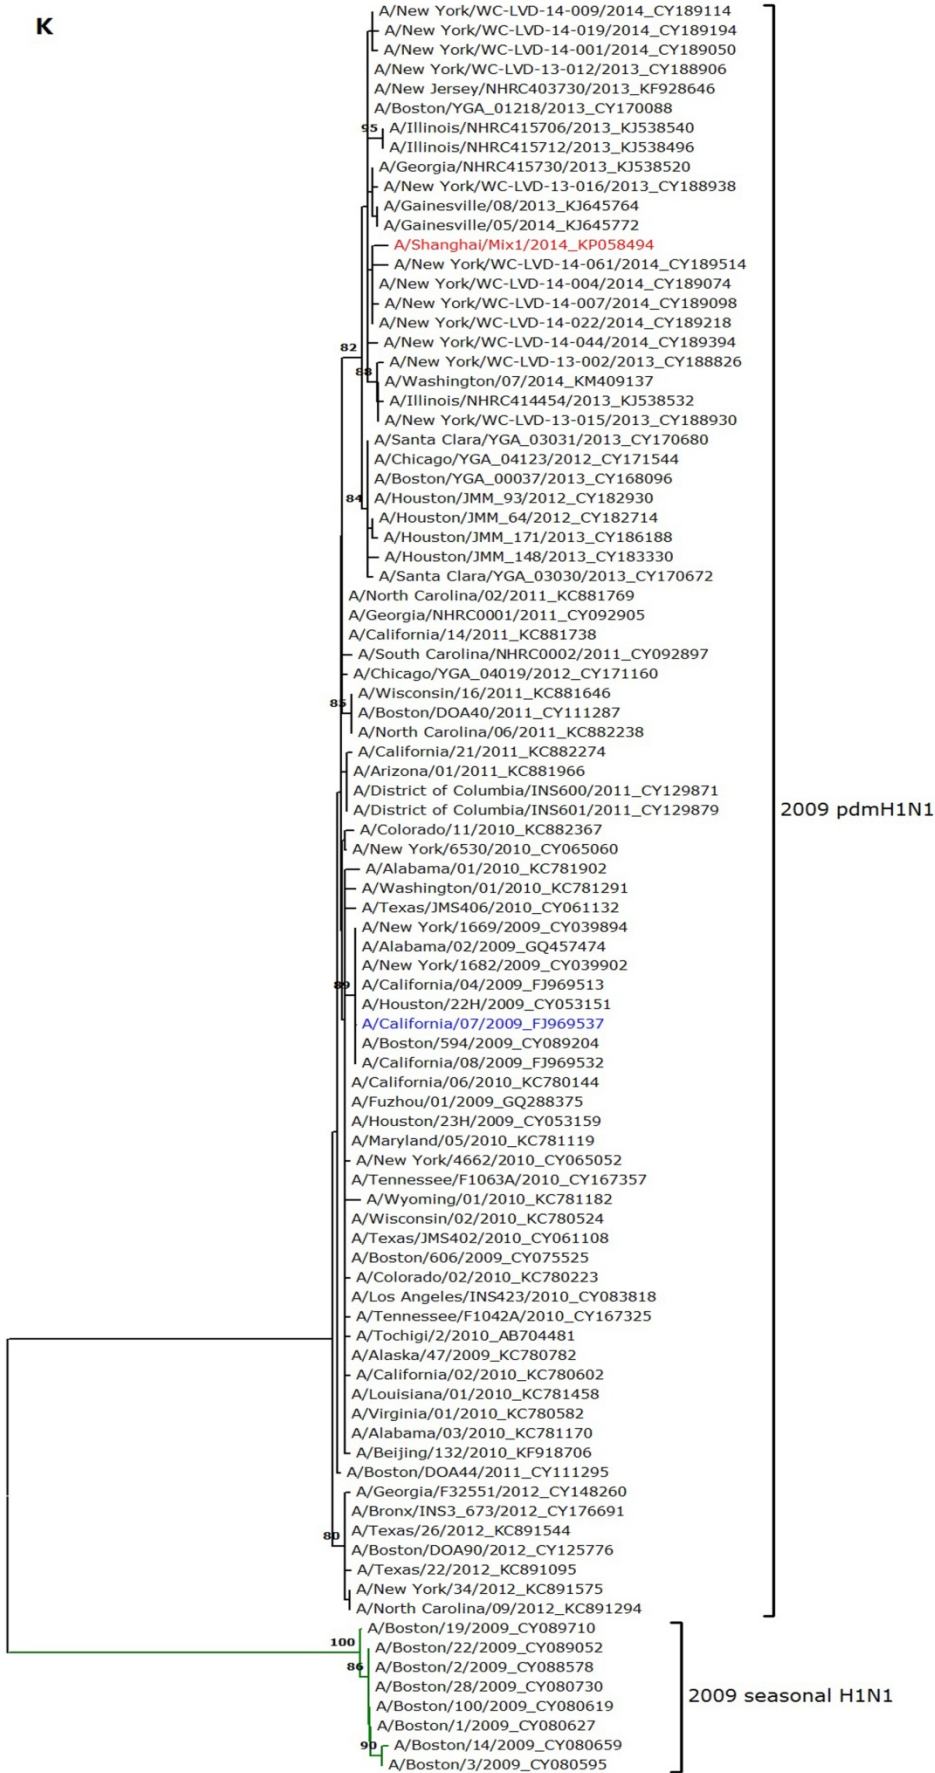 K
A/New York/WC-LVD-14-009/2014_CY189114
A/New York/WC-LVD-14-019/2014_CY189194
A/New York/WC-LVD-14-001/2014_CY189050
A/New York/WC-LVD-13-012/2013_CY188906
A/New Jersey/NHRC403730/2013_KF928646
A/Boston/YGA_01218/2013_CY170088
95
A/Illinois/NHRC415706/2013_KJ538540
A/Illinois/NHRC415712/2013_KJ538496
A/Georgia/NHRC415730/2013_KJ538520
A/New York/WC-LVD-13-016/2013_CY188938
A/Gainesville/08/2013_KJ645764
A/Gainesville/05/2014_KJ645772
A/Shanghai/Mix1/2014_KP058494
A/New York/WC-LVD-14-061/2014_CY189514
A/New York/WC-LVD-14-004/2014_CY189074
A/New York/WC-LVD-14-007/2014_CY189098
A/New York/WC-LVD-14-022/2014_CY189218
A/New York/WC-LVD-14-044/2014_CY189394
82
A/New York/WC-LVD-13-002/2013_CY188826
88
A/Washington/07/2014_KM409137
A/Illinois/NHRC414454/2013_KJ538532
A/New York/WC-LVD-13-015/2013_CY188930
A/Santa Clara/YGA_03031/2013_CY170680
A/Chicago/YGA_04123/2012_CY171544
A/Boston/YGA_00037/2013_CY168096
84
A/Houston/JMM_93/2012_CY182930
A/Houston/JMM_64/2012_CY182714
A/Houston/JMM_171/2013_CY186188
A/Houston/JMM_148/2013_CY183330
A/Santa Clara/YGA_03030/2013_CY170672
A/North Carolina/02/2011_KC881769
A/Georgia/NHRC0001/2011_CY092905
A/California/14/2011_KC881738
A/South Carolina/NHRC0002/2011_CY092897
A/Chicago/YGA_04019/2012_CY171160
A/Wisconsin/16/2011_KC881646
85
A/Boston/DOA40/2011_CY111287
A/North Carolina/06/2011_KC882238
A/California/21/2011_KC882274
A/Arizona/01/2011_KC881966
A/District of Columbia/INS600/2011_CY129871
A/District of Columbia/INS601/2011_CY129879
2009 pdmH1N1
A/Colorado/11/2010_KC882367
A/New York/6530/2010_CY065060
A/Alabama/01/2010_KC781902
A/Washington/01/2010_KC781291
A/Texas/JMS406/2010_CY061132
A/New York/1669/2009_CY039894
A/Alabama/02/2009_GQ457474
A/New York/1682/2009_CY039902
89
A/California/04/2009_FJ969513
A/Houston/22H/2009_CY053151
A/California/07/2009_FJ969537
A/Boston/594/2009_CY089204
A/California/08/2009_FJ969532
A/California/06/2010_KC780144
A/Fuzhou/01/2009_GQ288375
A/Houston/23H/2009_CY053159
A/Maryland/05/2010_KC781119
A/New York/4662/2010_CY065052
A/Tennessee/F1063A/2010_CY167357
A/Wyoming/01/2010_KC781182
A/Wisconsin/02/2010_KC780524
A/Texas/JMS402/2010_CY061108
A/Boston/606/2009_CY075525
A/Colorado/02/2010_KC780223
A/Los Angeles/INS423/2010_CY083818
A/Tennessee/F1042A/2010_CY167325
A/Tochigi/2/2010_AB704481
A/Alaska/47/2009_KC780782
A/California/02/2010_KC780602
A/Louisiana/01/2010_KC781458
A/Virginia/01/2010_KC780582
A/Alabama/03/2010_KC781170
A/Beijing/132/2010_KF918706
A/Boston/DOA44/2011_CY111295
A/Georgia/F32551/2012_CY148260
A/Bronx/INS3_673/2012_CY176691
80
A/Texas/26/2012_KC891544
A/Boston/DOA90/2012_CY125776
A/Texas/22/2012_KC891095
A/New York/34/2012_KC891575
A/North Carolina/09/2012_KC891294
A/Boston/19/2009_CY089710
100
A/Boston/22/2009_CY089052
86
A/Boston/2/2009_CY088578
A/Boston/28/2009_CY080730
2009 seasonal H1N1
A/Boston/100/2009_CY080619
A/Boston/1/2009_CY080627
90
A/Boston/14/2009_CY080659
A/Boston/3/2009_CY080595